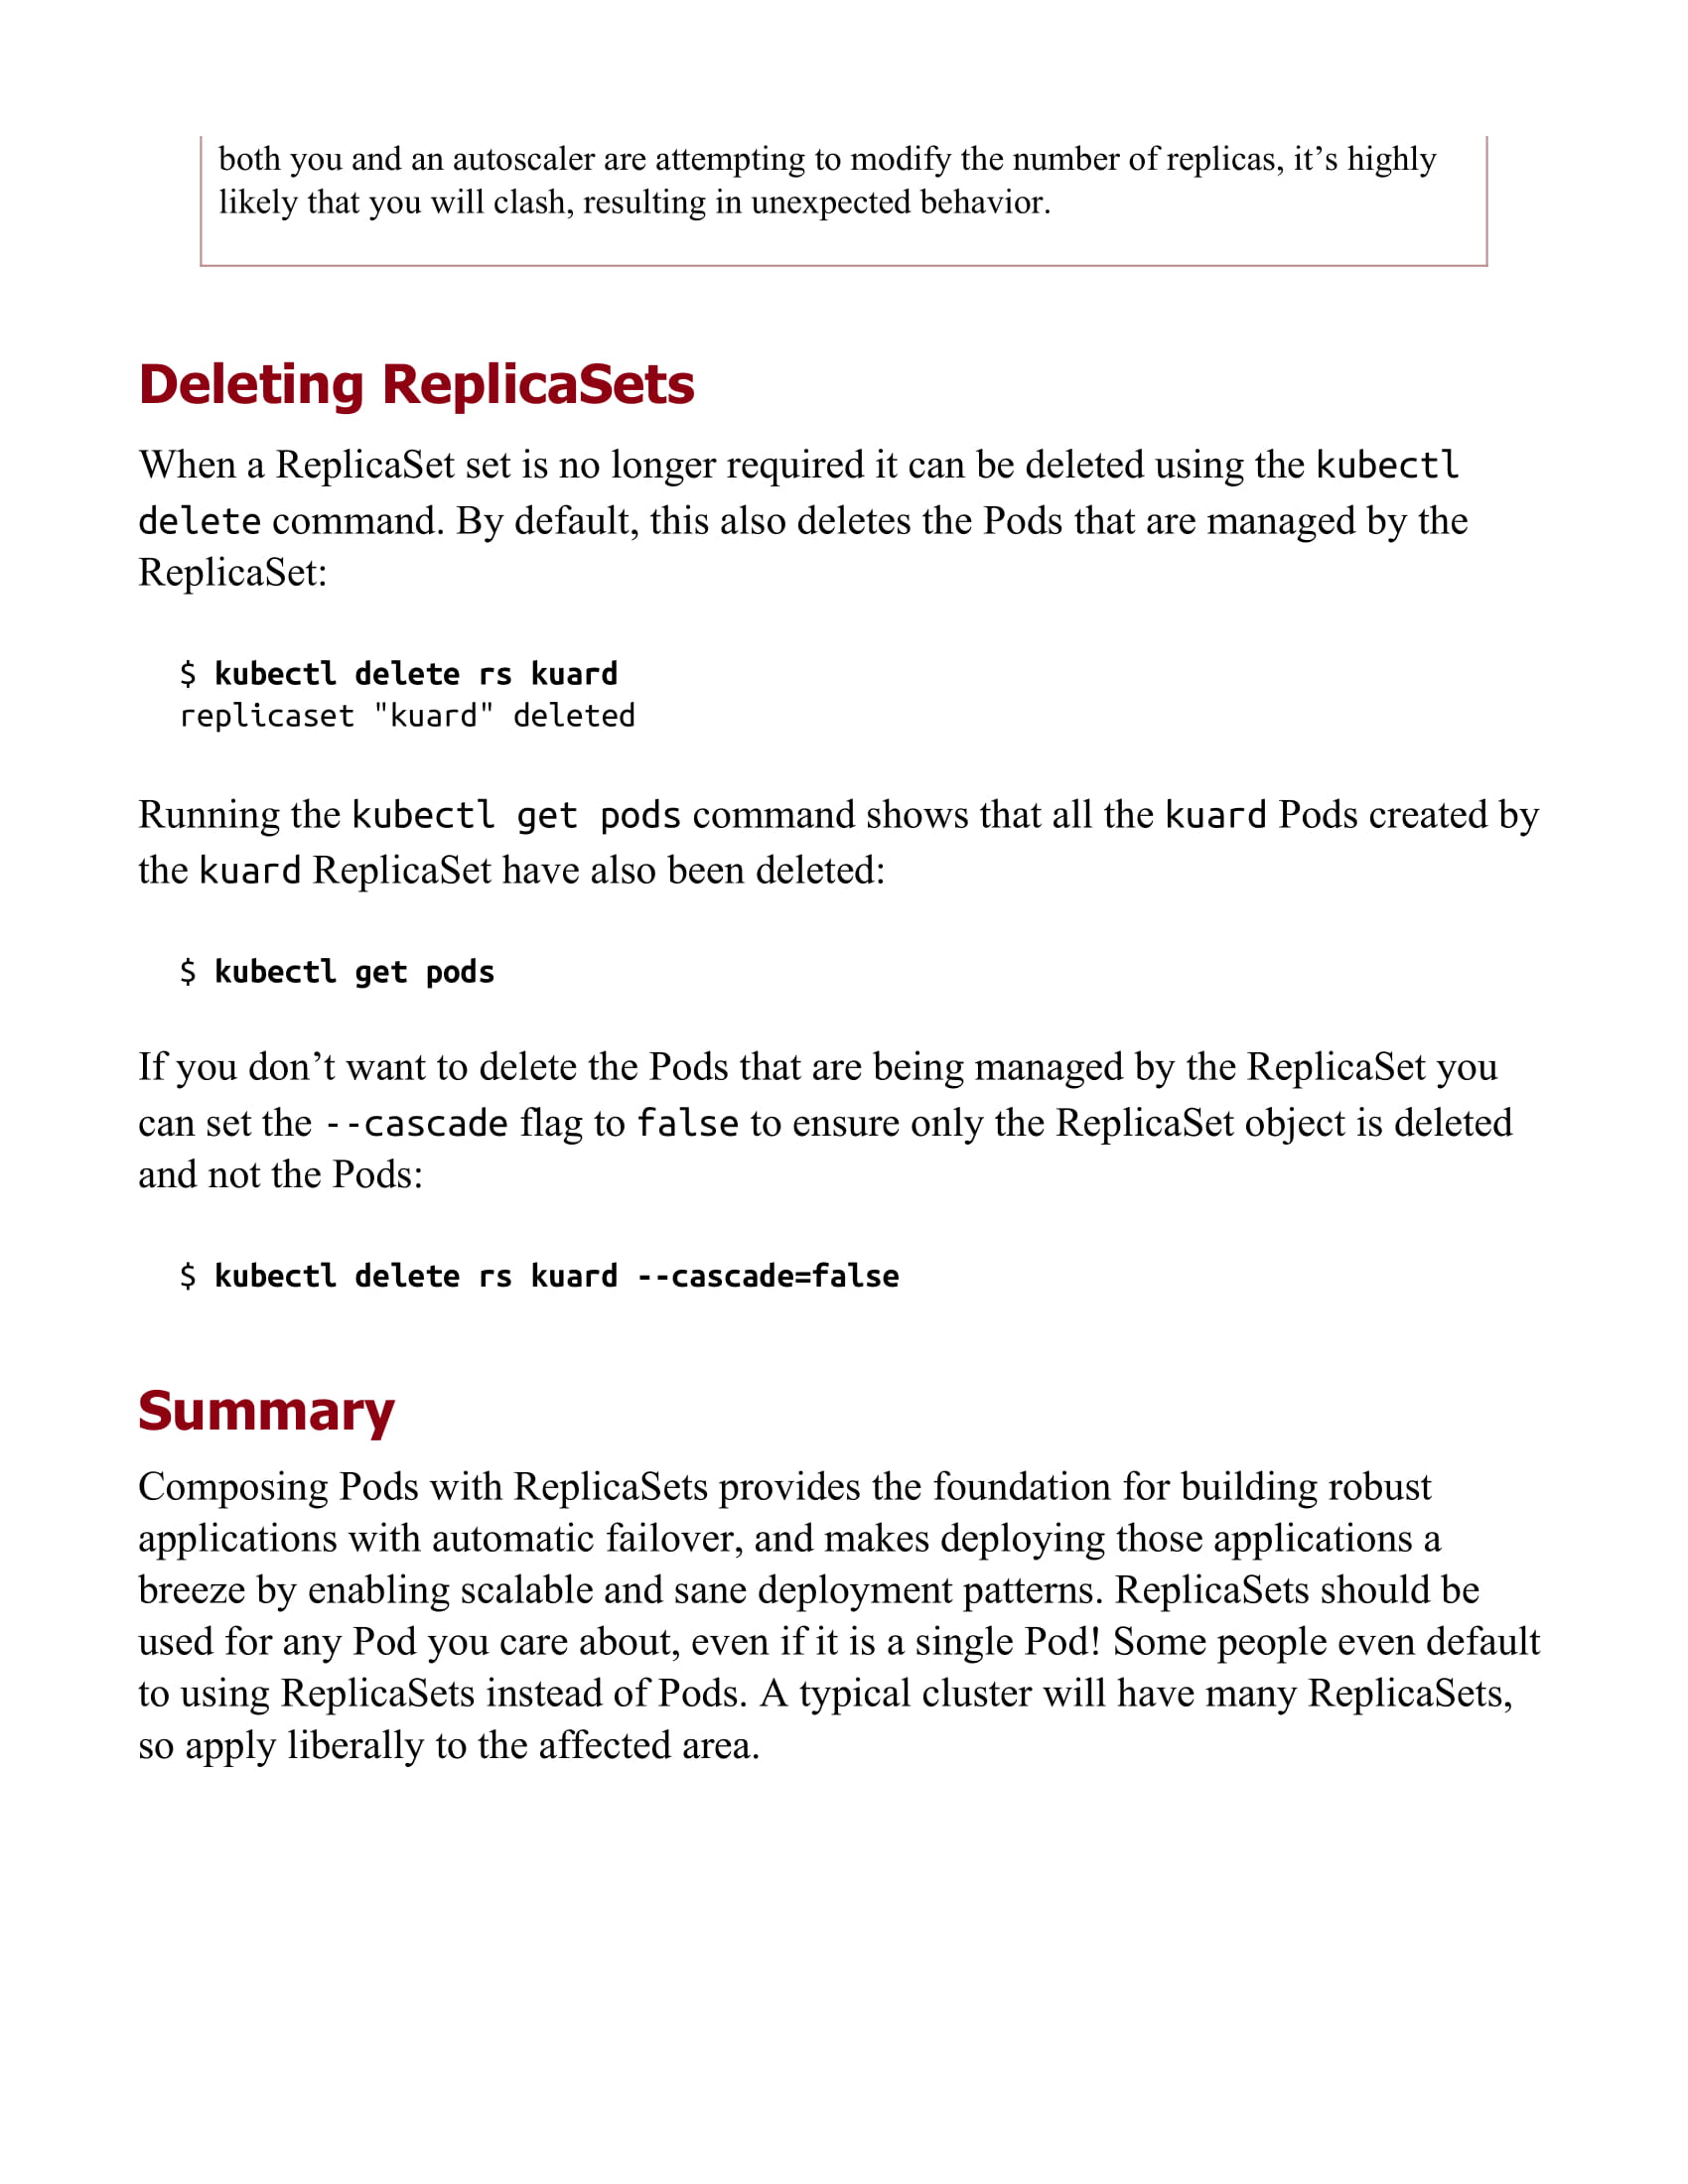 both you and an autoscaler are attempting to modify the number of replicas, it’s highly
likely that you will clash, resulting in unexpected behavior.
Deleting ReplicaSets
When a ReplicaSet set is no longer required it can be deleted using the kubectl
delete command. By default, this also deletes the Pods that are managed by the
ReplicaSet:
$ kubectl delete rs kuard
replicaset "kuard" deleted
Running the kubectl get pods command shows that all the kuard Pods created by
the kuard ReplicaSet have also been deleted:
$ kubectl get pods
If you don’t want to delete the Pods that are being managed by the ReplicaSet you
can set the --cascade flag to false to ensure only the ReplicaSet object is deleted
and not the Pods:
$ kubectl delete rs kuard --cascade=false
Summary
Composing Pods with ReplicaSets provides the foundation for building robust
applications with automatic failover, and makes deploying those applications a
breeze by enabling scalable and sane deployment patterns. ReplicaSets should be
used for any Pod you care about, even if it is a single Pod! Some people even default
to using ReplicaSets instead of Pods. A typical cluster will have many ReplicaSets,
so apply liberally to the affected area.